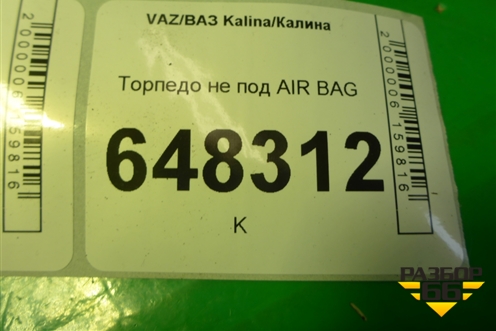 VAZ/ВАЗ Kalina/Калина
Торпедо не под AIR BAG
648312
K
2000006159816
2000006159816
РАЗБОР
66